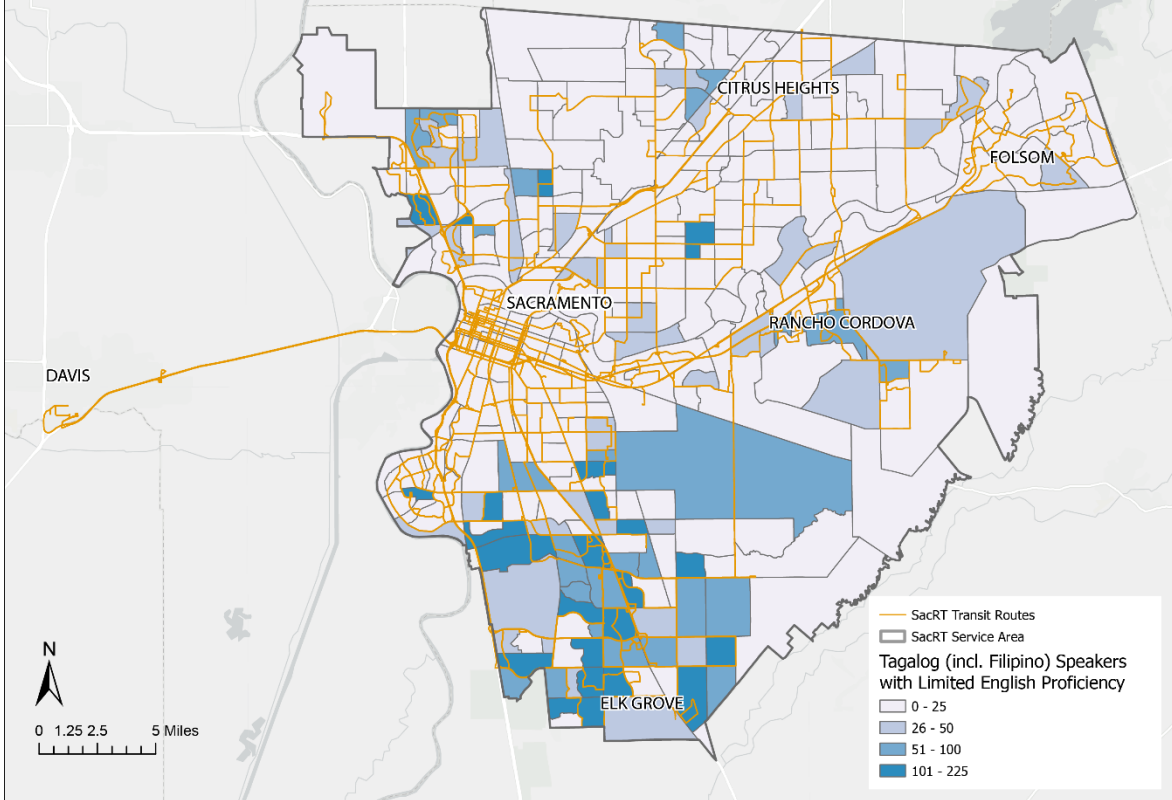 CITRUS HEIGHTS
FOLSOM
SACRAMENTO
RANCHO CORDOVA
DAVIS
ELK GROVE
N
0 1.25 2.5 5 Miles
SacRT Transit Routes
SacRT Service Area
Tagalog (incl. Filipino) Speakers
with Limited English Proficiency
0 - 25
26 - 50
51 - 100
101 - 225